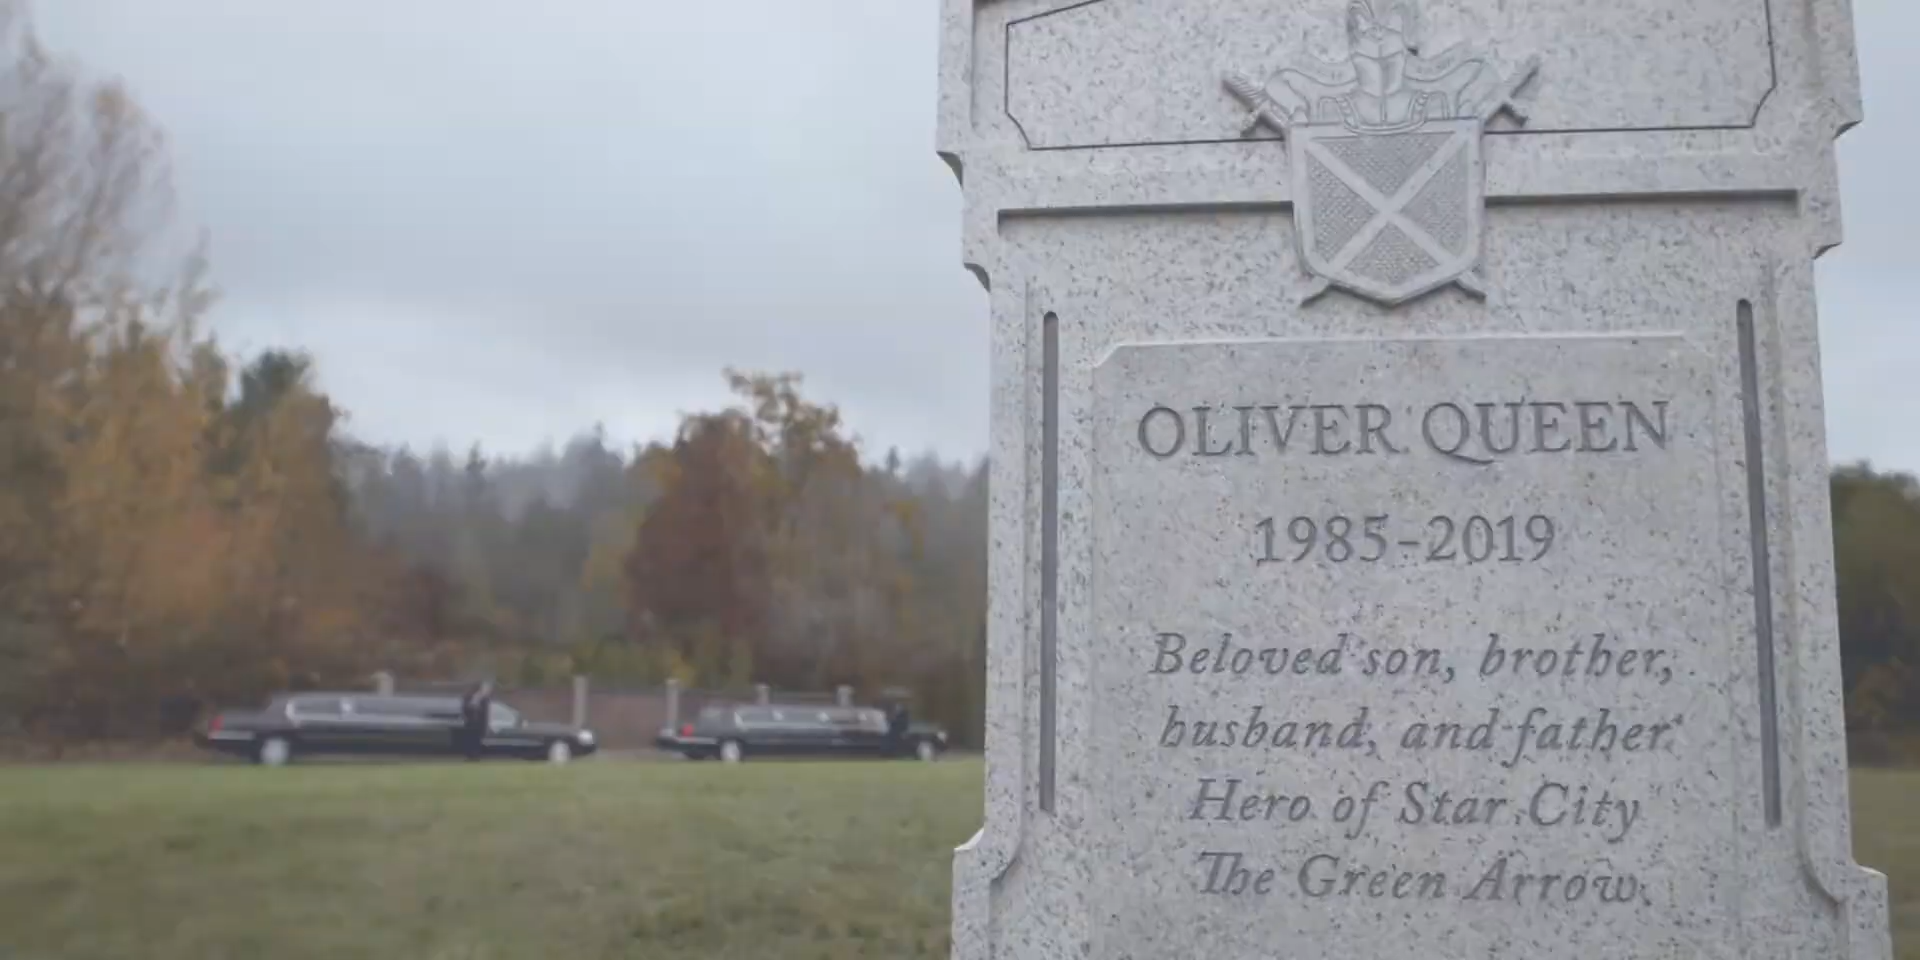 OLIVER QUEEN
1985-2019
Beloved son, brother,
husband, and father
Hero of Star City
The Green Arrow